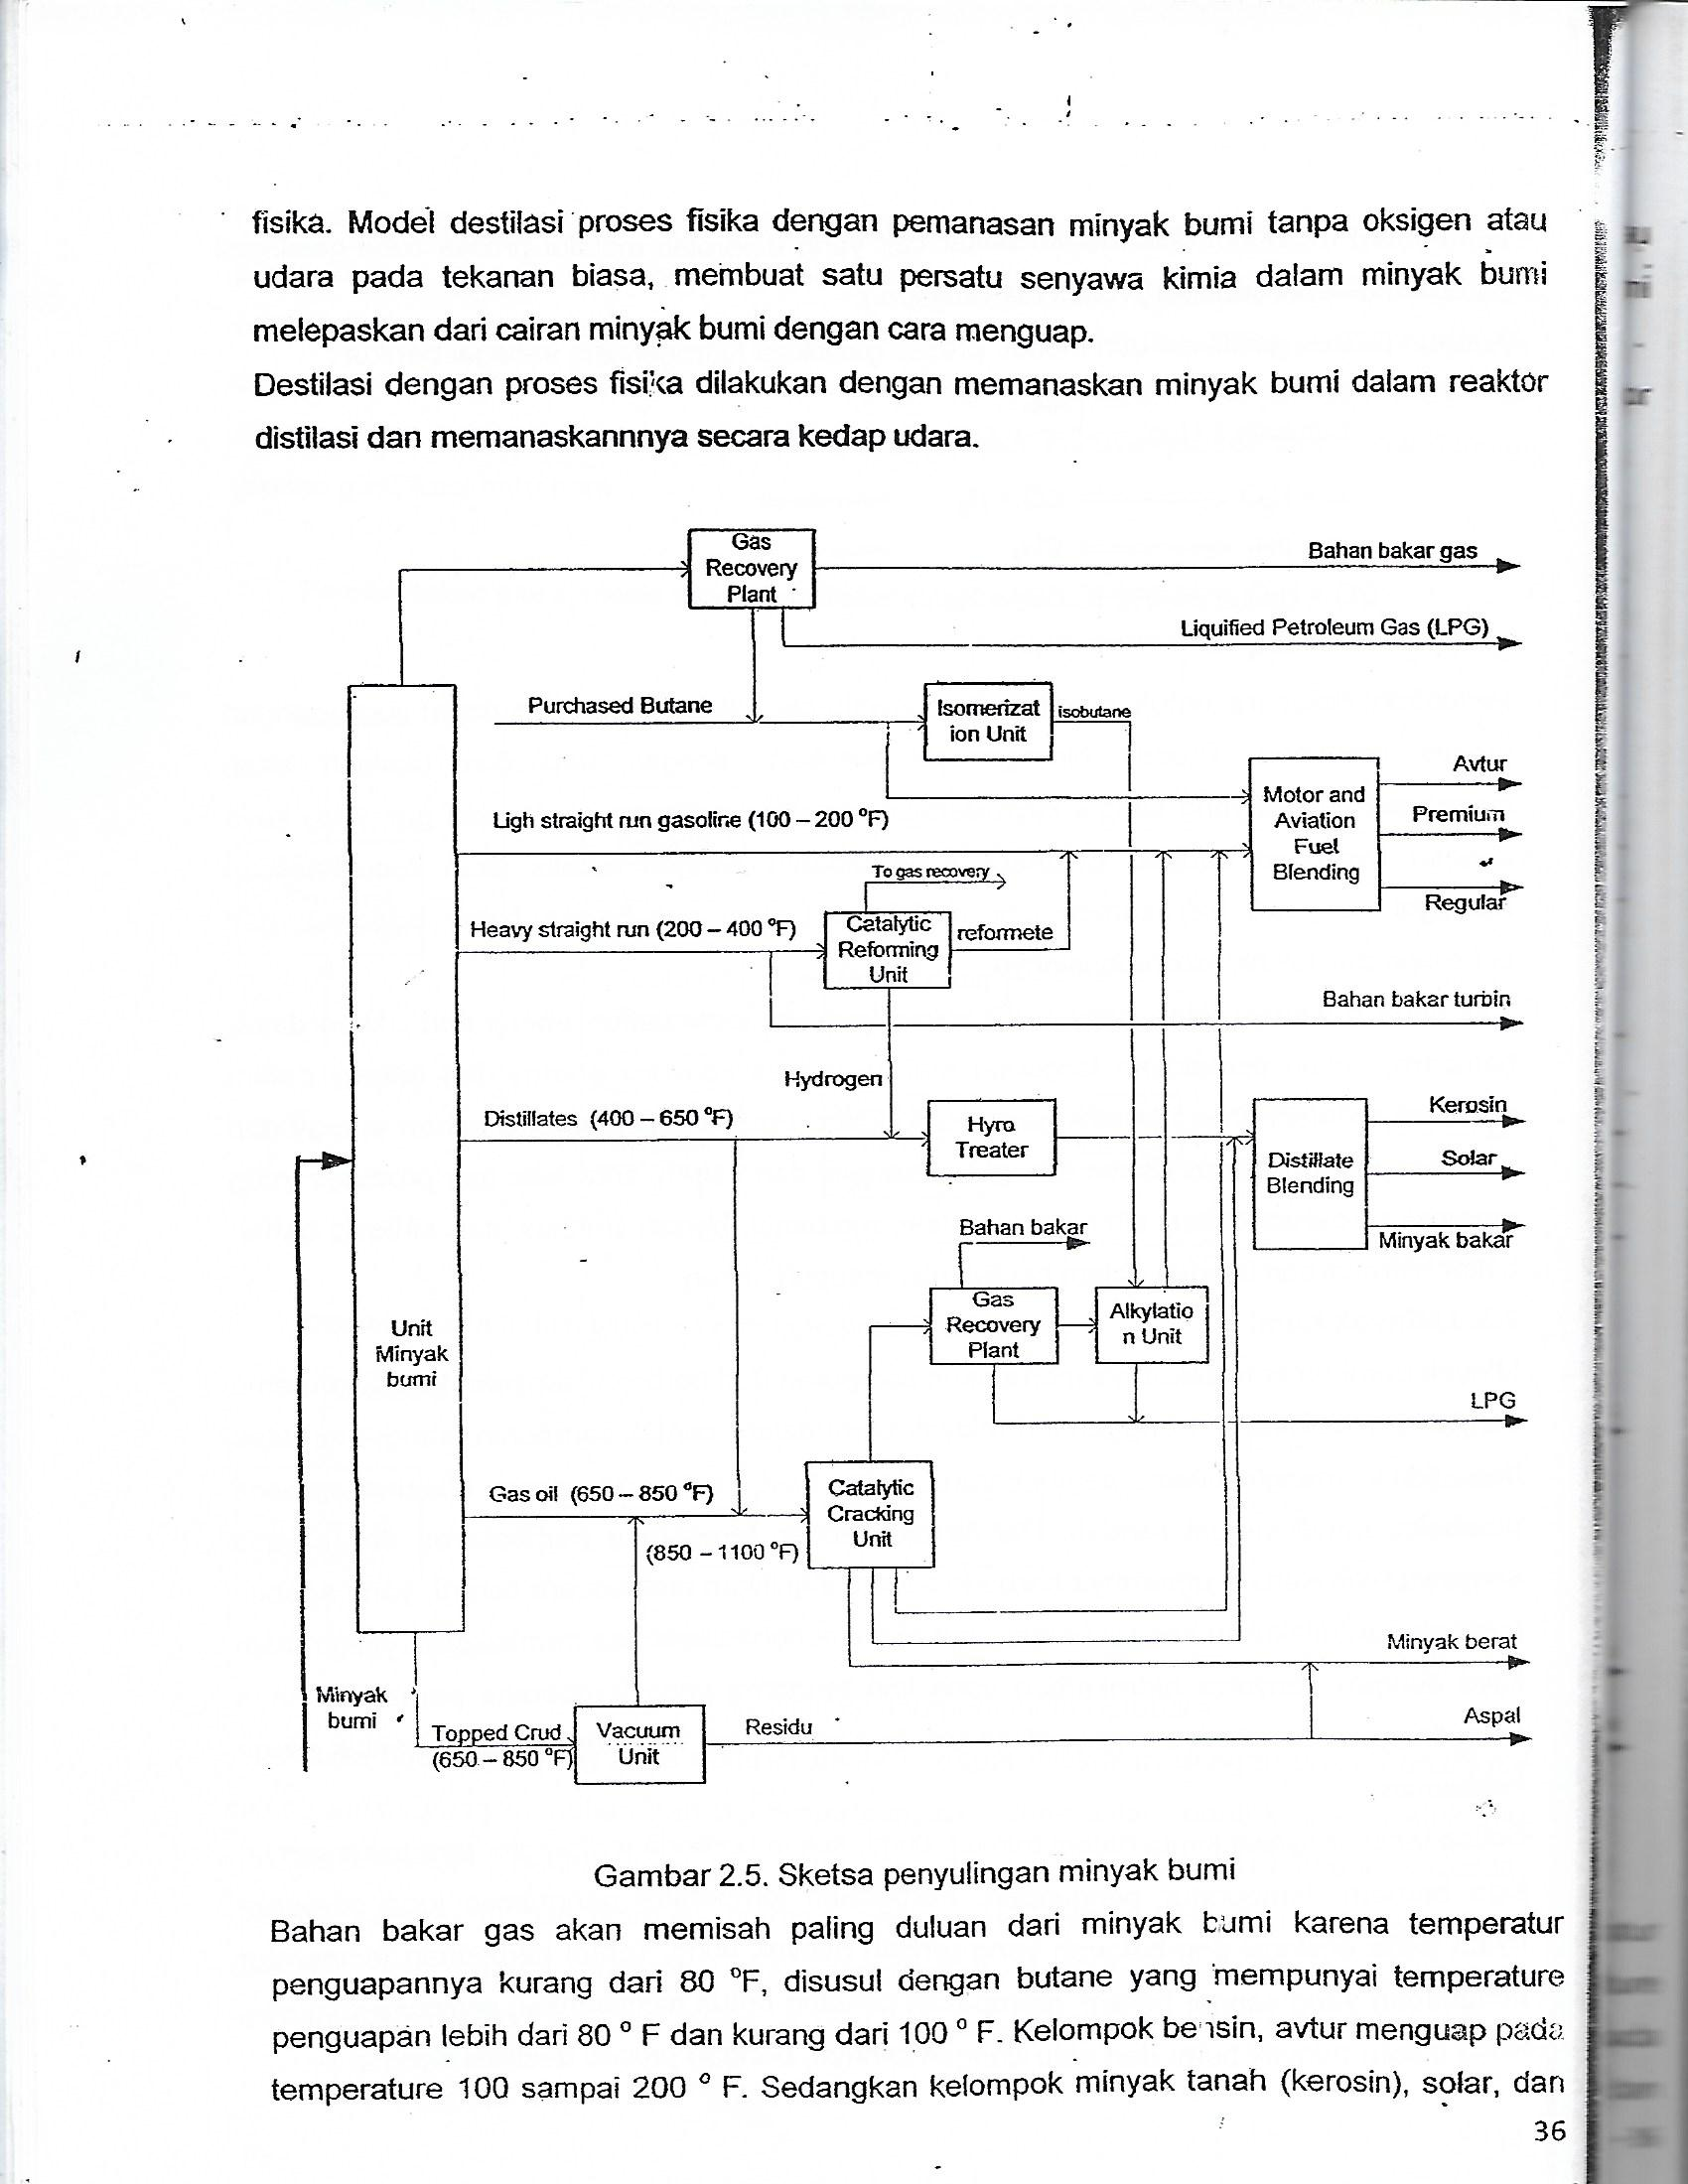 fisika. Model destilasi proses fisika dengan pemanasan minyak bumi tanpa oksigen atau
udara pada tekanan biasa, membuat satu persatu senyawa kimia dalam minyak bumi
melepaskan dari cairan minyak bumi dengan cara menguap.
Destilasi dengan proses fisika dilakukan dengan memanaskan minyak bumi dalam reaktor
distilasi dan memanaskannnya secara kedap udara.
Gas
Recovery
Plant
Bahan bakar gas
Liquified Petroleum Gas (LPG)
Purchased Butane
Isomerizat
ion Unit
isobutane
Motor and
Aviation
Fuel
Blending
Avtur
Premium
Regular
Ligh straight run gasoline (100 – 200 °F)
To gas recovery
Heavy straight run (200 – 400 °F)
Catalytic
Reforming
Unit
reformete
Bahan bakar turbin
Hydrogen
Distillates (400 – 650 °F)
Hyro
Treater
Distillate
Blending
Kerosin
Solar
Minyak bakar
Bahan bakar
Gas
Recovery
Plant
Alkylatio
n Unit
Unit
Minyak
bumi
LPG
Gas oil (650 – 850 °F)
Catalytic
Cracking
Unit
(850 – 1100 °F)
Minyak berat
Minyak
bumi
Topped Crud
(650 – 850 °F)
Vacuum
Unit
Residu
Aspal
Gambar 2.5. Sketsa penyulingan minyak bumi
Bahan bakar gas akan memisah paling duluan dari minyak bumi karena temperatur
penguapannya kurang dari 80 °F, disusul dengan butane yang mempunyai temperature
penguapan lebih dari 80 ° F dan kurang dari 100 ° F. Kelompok bensin, avtur menguap pada
temperature 100 sampai 200 ° F. Sedangkan kelompok minyak tanah (kerosin), solar, dan
36